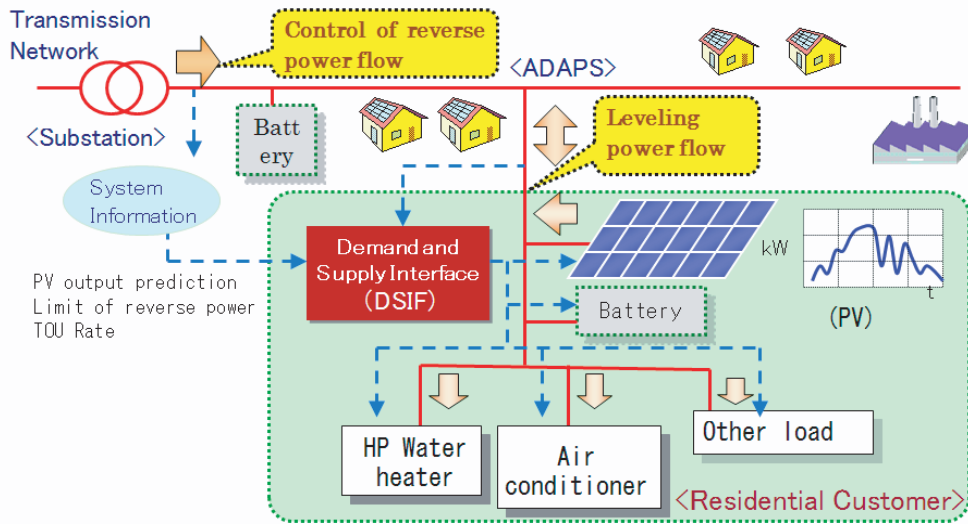 Transmission
Network
Control of reverse
power flow
<ADAPS>
<Substation>
Batt
ery
Leveling
power flow
System
Information
Demand and
Supply Interface
(DSIF)
kW
t
(PV)
PV output prediction
Limit of reverse power
TOU Rate
Battery
HP Water
heater
Air
conditioner
Other load
<Residential Customer>